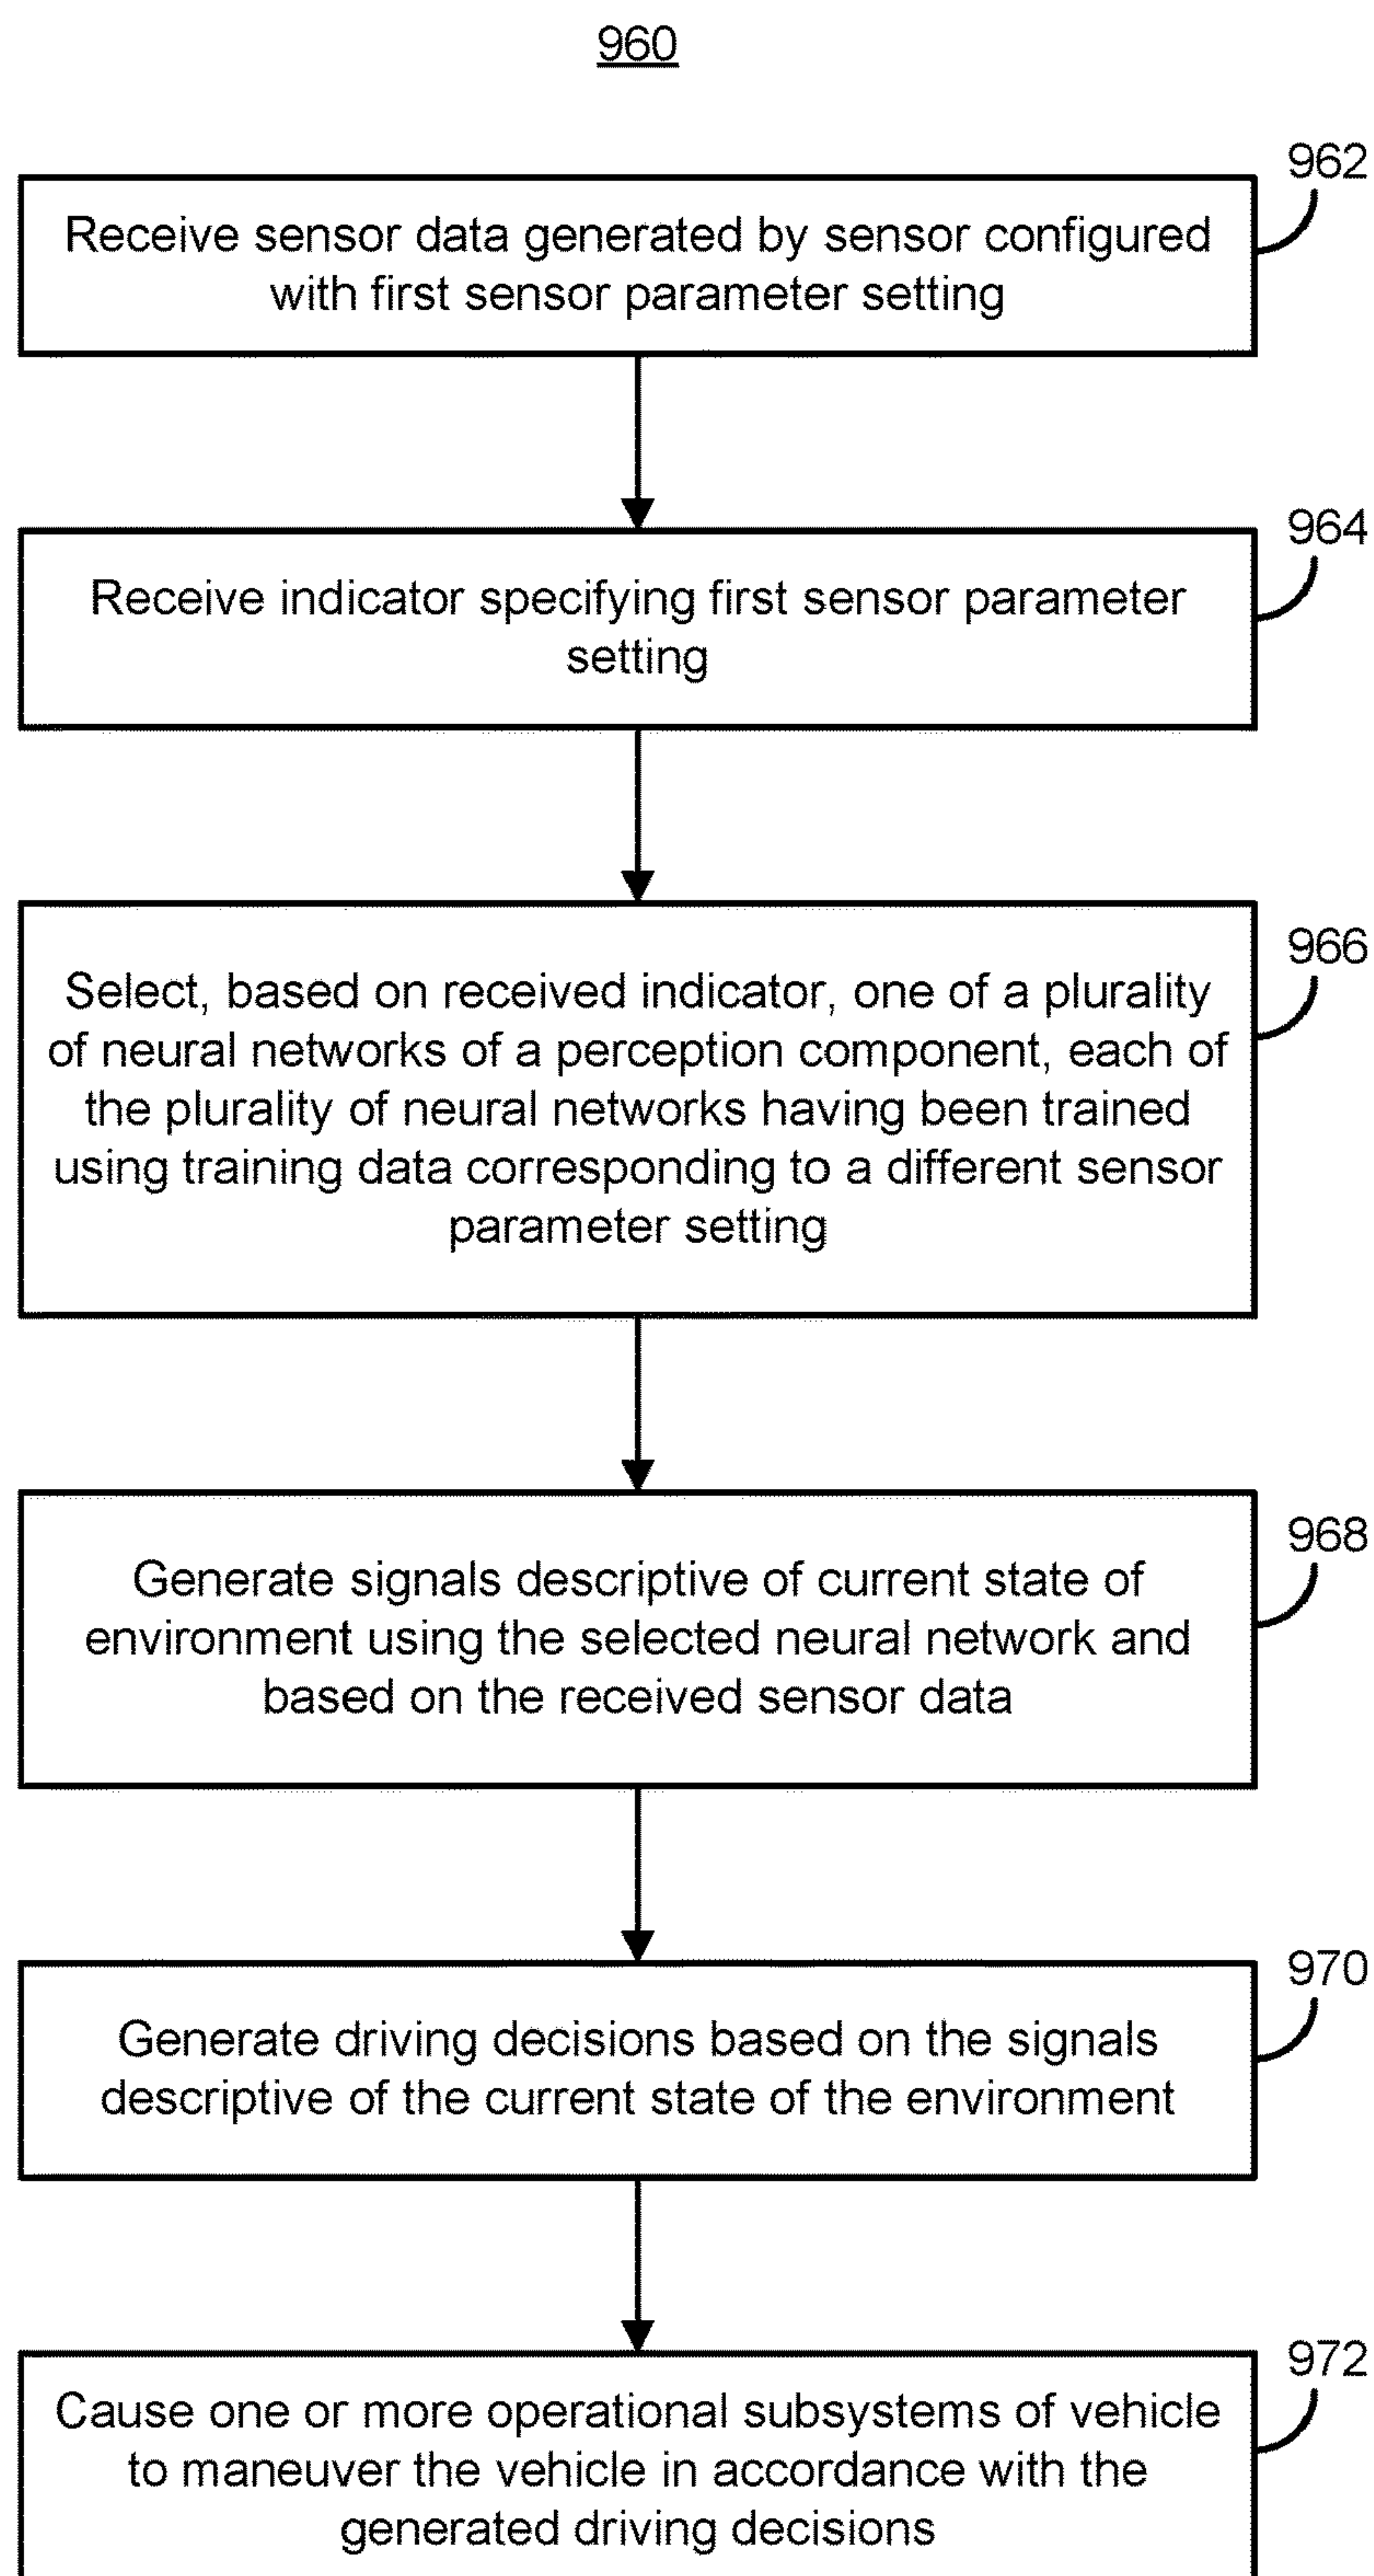 960
962
Receive sensor data generated by sensor configured
with first sensor parameter setting
964
Receive indicator specifying first sensor parameter
setting
966
Select, based on received indicator, one of a plurality
of neural networks of a perception component, each of
the plurality of neural networks having been trained
using training data corresponding to a different sensor
parameter setting
968
Generate signals descriptive of current state of
environment using the selected neural network and
based on the received sensor data
970
Generate driving decisions based on the signals
descriptive of the current state of the environment
972
Cause one or more operational subsystems of vehicle
to maneuver the vehicle in accordance with the
generated driving decisions